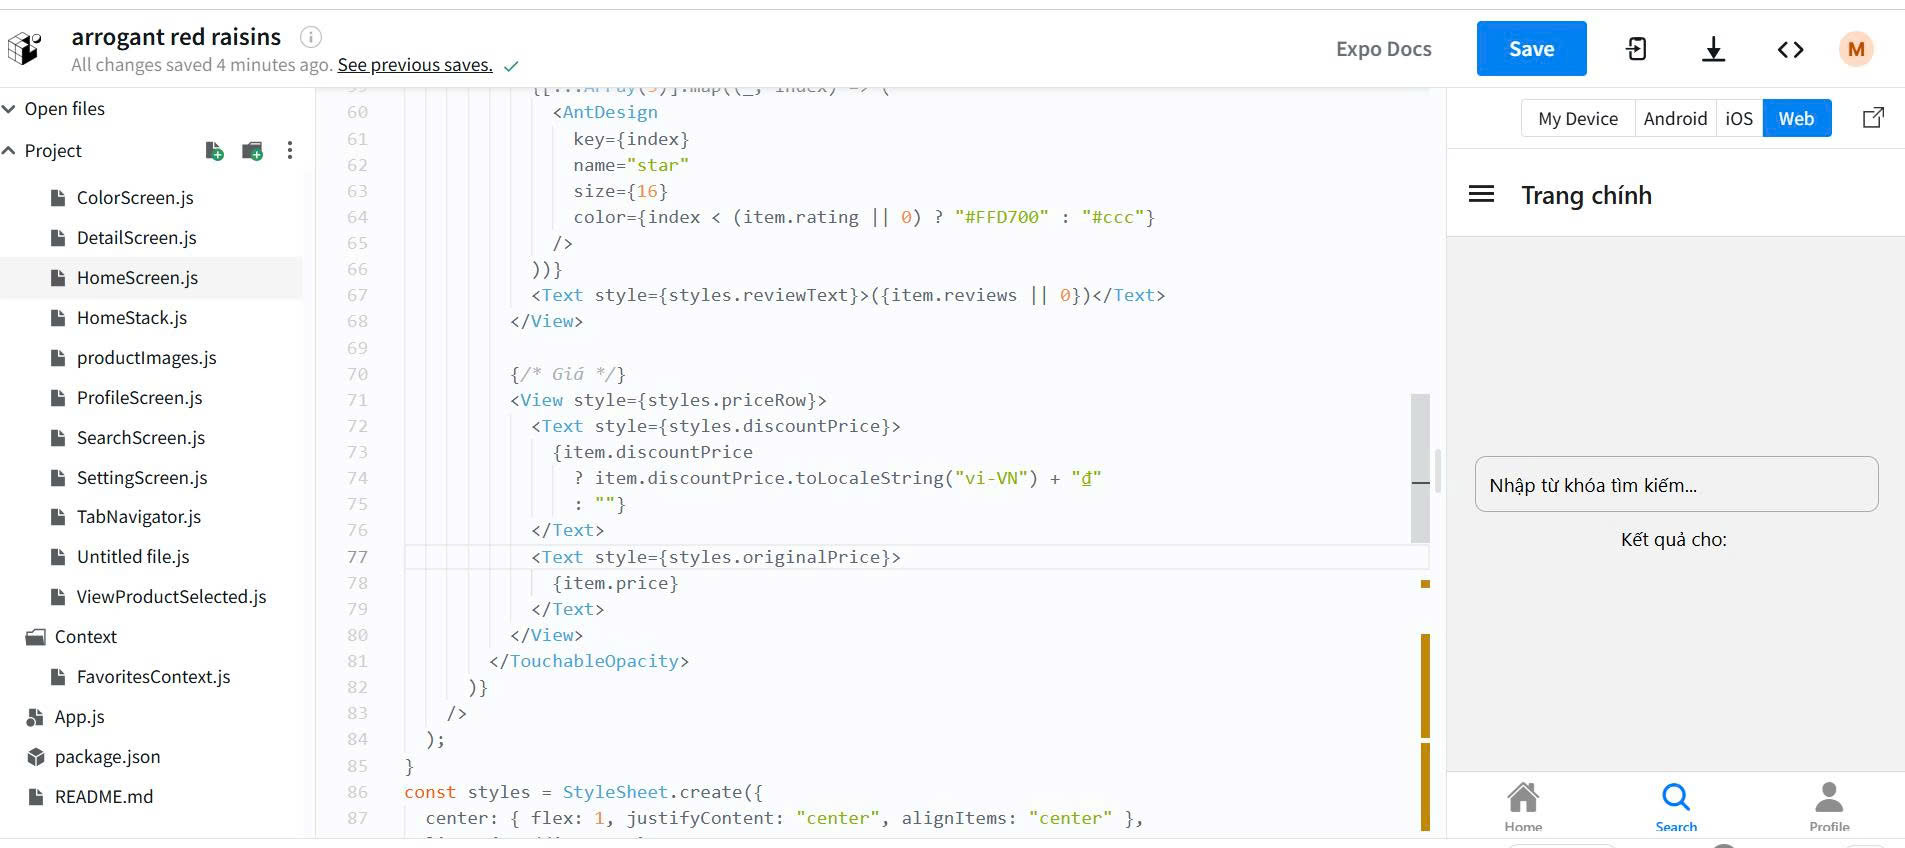 arrogant red raisins
All changes saved 4 minutes ago. See previous saves.
Expo Docs
Save
M
Open files
Project
ColorScreen.js
DetailScreen.js
HomeScreen.js
HomeStack.js
productImages.js
ProfileScreen.js
SearchScreen.js
SettingScreen.js
TabNavigator.js
Untitled file.js
ViewProductSelected.js
Context
FavoritesContext.js
App.js
package.json
README.md
60 <AntDesign
61 key={index}
62 name="star"
63 size={16}
64 color={index < (item.rating || 0) ? "#FFD700" : "#ccc"}
65 />
66 ))}
67 <Text style={styles.reviewText}>({item.reviews || 0})</Text>
68 </View>
69
70 {/* Giá */}
71 <View style={styles.priceRow}>
72 <Text style={styles.discountPrice}>
73 {item.discountPrice
74 ? item.discountPrice.toLocaleString("vi-VN") + "₫"
75 : ""}
76 </Text>
77 <Text style={styles.originalPrice}>
78 {item.price}
79 </Text>
80 </View>
81 </TouchableOpacity>
82 )}
83 />
84 );
85 }
86 const styles = StyleSheet.create({
87 center: { flex: 1, justifyContent: "center", alignItems: "center" },
My Device
Android
iOS
Web
Trang chính
Nhập từ khóa tìm kiếm...
Kết quả cho:
Home
Search
Profile